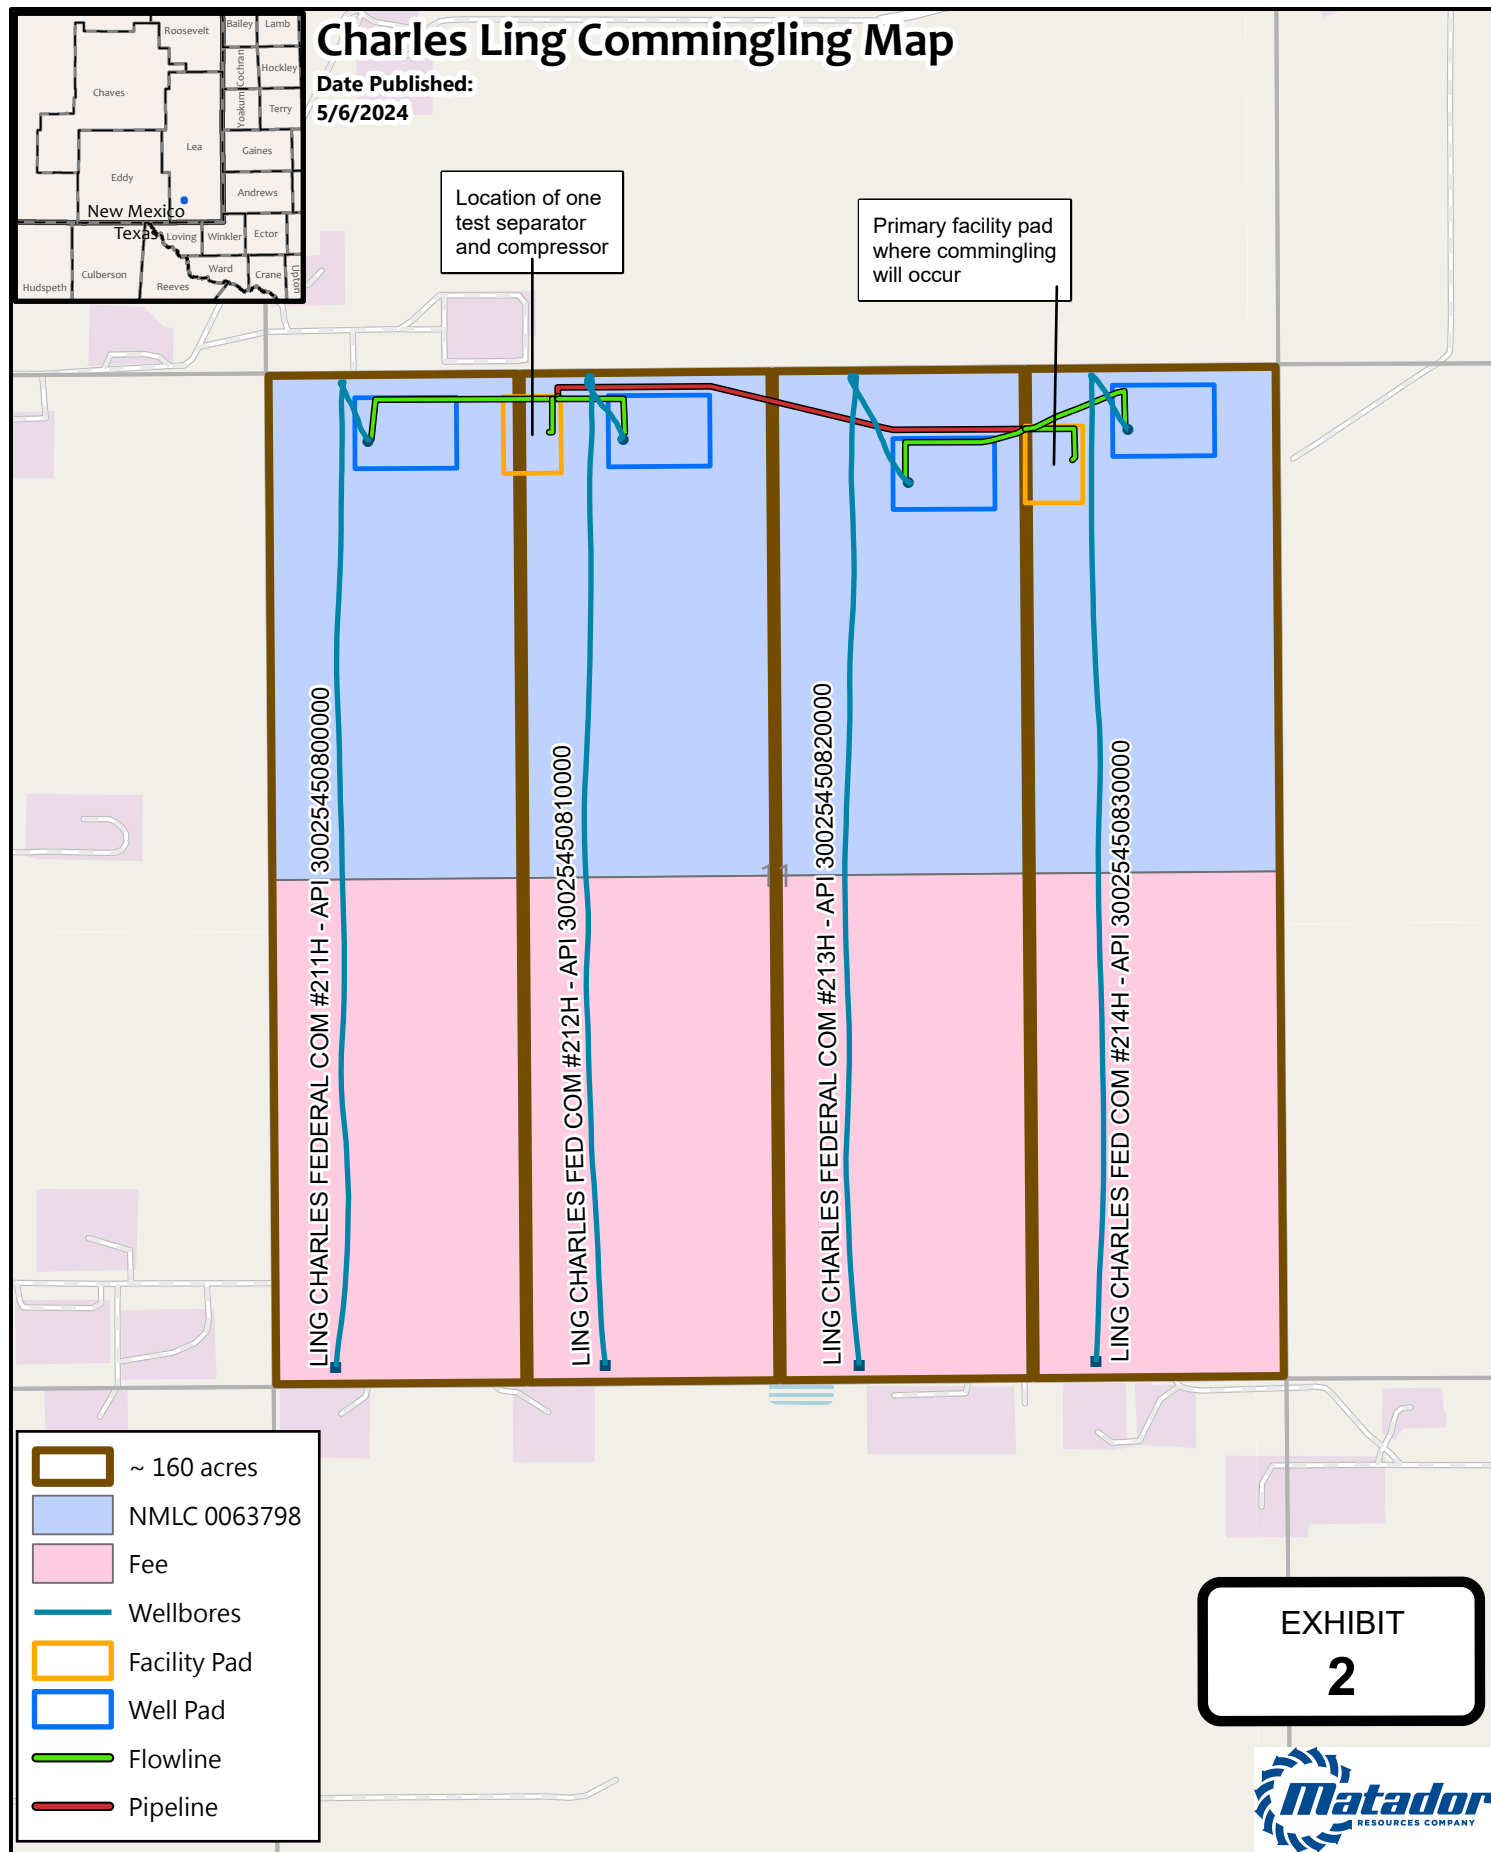 Charles Ling Commingling Map
Date Published:
5/6/2024
Roosevelt
Bailey
Lamb
Chaves
Cochran
Hockley
Yoakum
Terry
Lea
Gaines
Eddy
Andrews
New Mexico
Texas
Loving
Winkler
Ector
Culberson
Ward
Crane
Upton
Hudspeth
Reeves
Location of one
test separator
and compressor
Primary facility pad
where commingling
will occur
LING CHARLES FEDERAL COM #211H - API 30025450800000
LING CHARLES FED COM #212H - API 30025450810000
LING CHARLES FEDERAL COM #213H - API 30025450820000
LING CHARLES FED COM #214H - API 30025450830000
11
~ 160 acres
NMLC 0063798
Fee
Wellbores
Facility Pad
Well Pad
Flowline
Pipeline
EXHIBIT
2
Matador
RESOURCES COMPANY